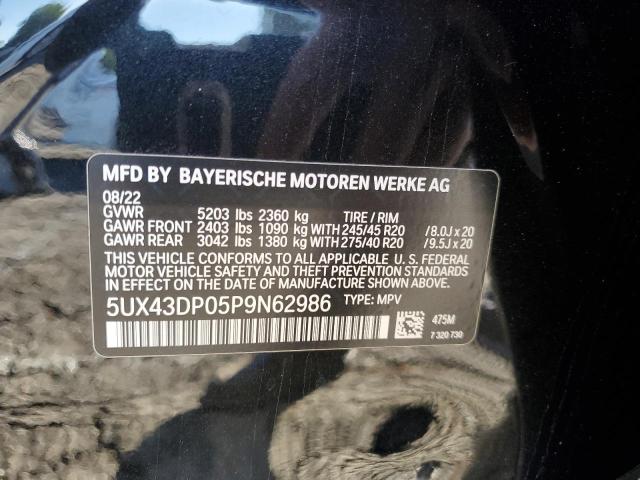 MFD BY BAYERISCHE MOTOREN WERKE AG
08/22
GVWR 5203 lbs 2360 kg TIRE / RIM
GAWR FRONT 2403 lbs 1090 kg WITH 245/45 R20 /8.0J x 20
GAWR REAR 3042 lbs 1380 kg WITH 275/40 R20 /9.5J x 20
THIS VEHICLE CONFORMS TO ALL APPLICABLE U.S. FEDERAL
MOTOR VEHICLE SAFETY, BUMPER, AND THEFT PREVENTION STANDARDS
IN EFFECT ON THE DATE OF MANUFACTURE SHOWN ABOVE.
5UX43DP05P9N62986 TYPE: MPV
475M
7 320 730